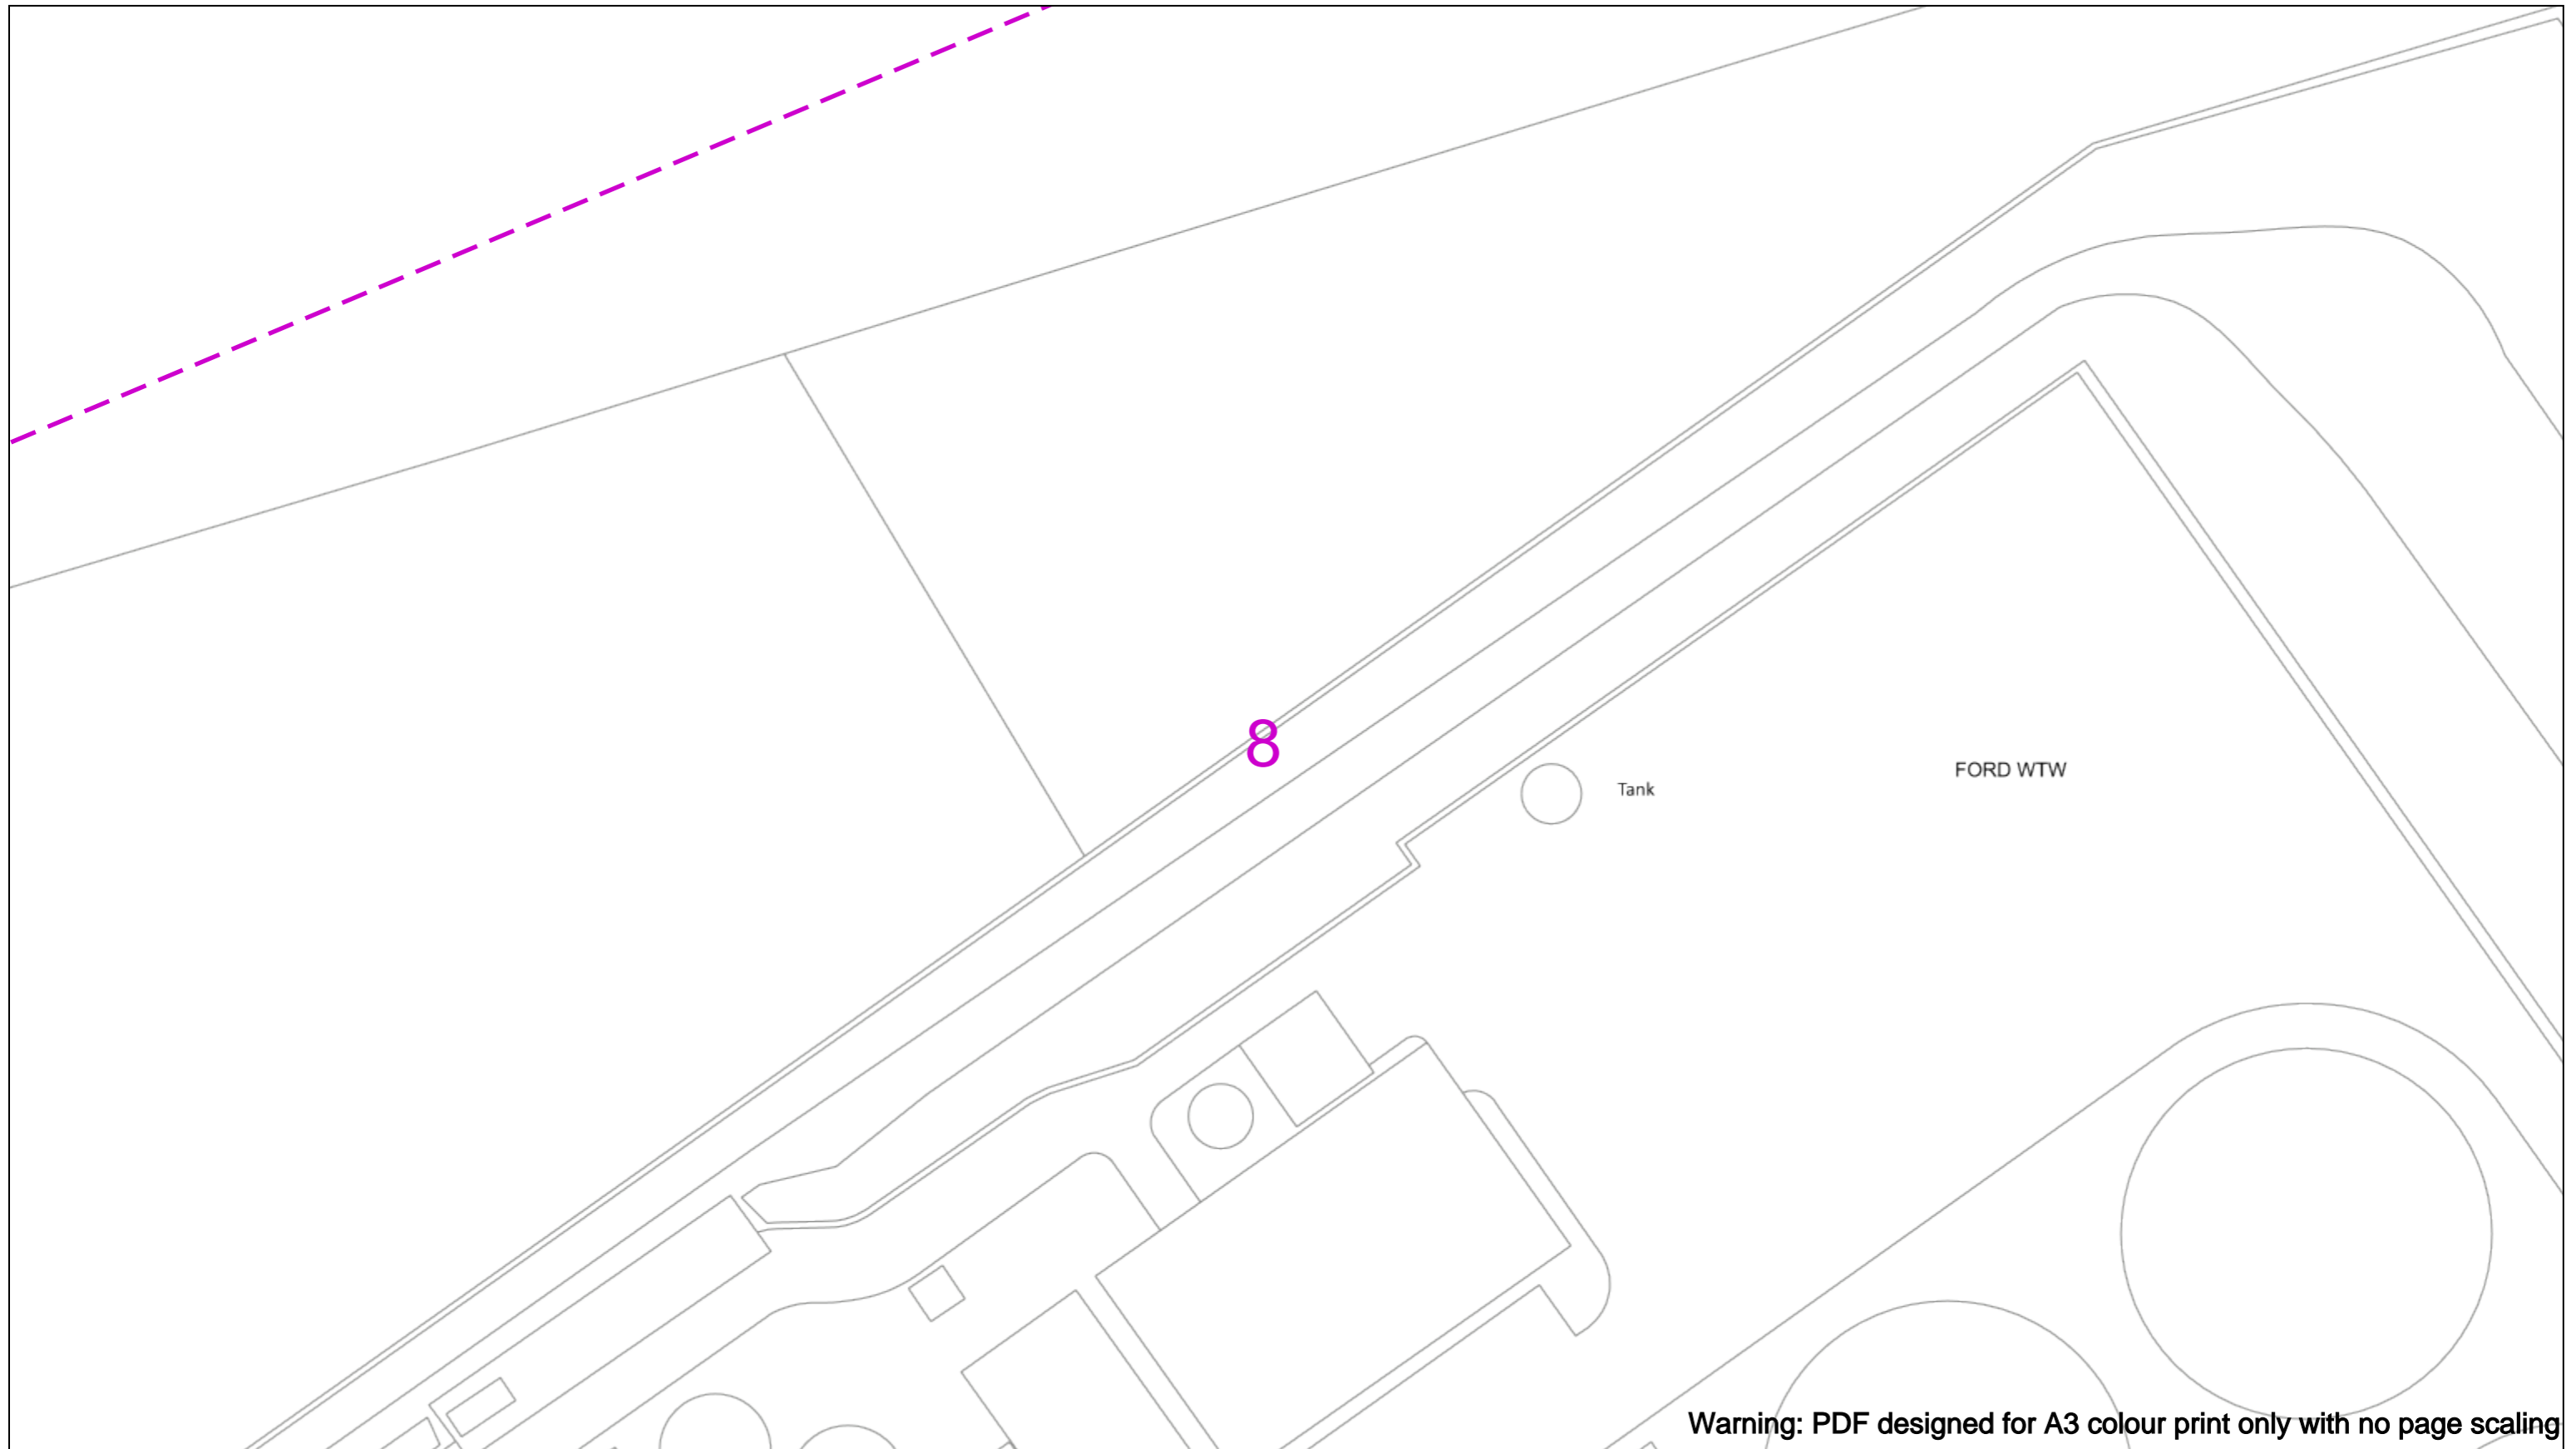 8
FORD WTW
Tank
Warning: PDF designed for A3 colour print only with no page scaling